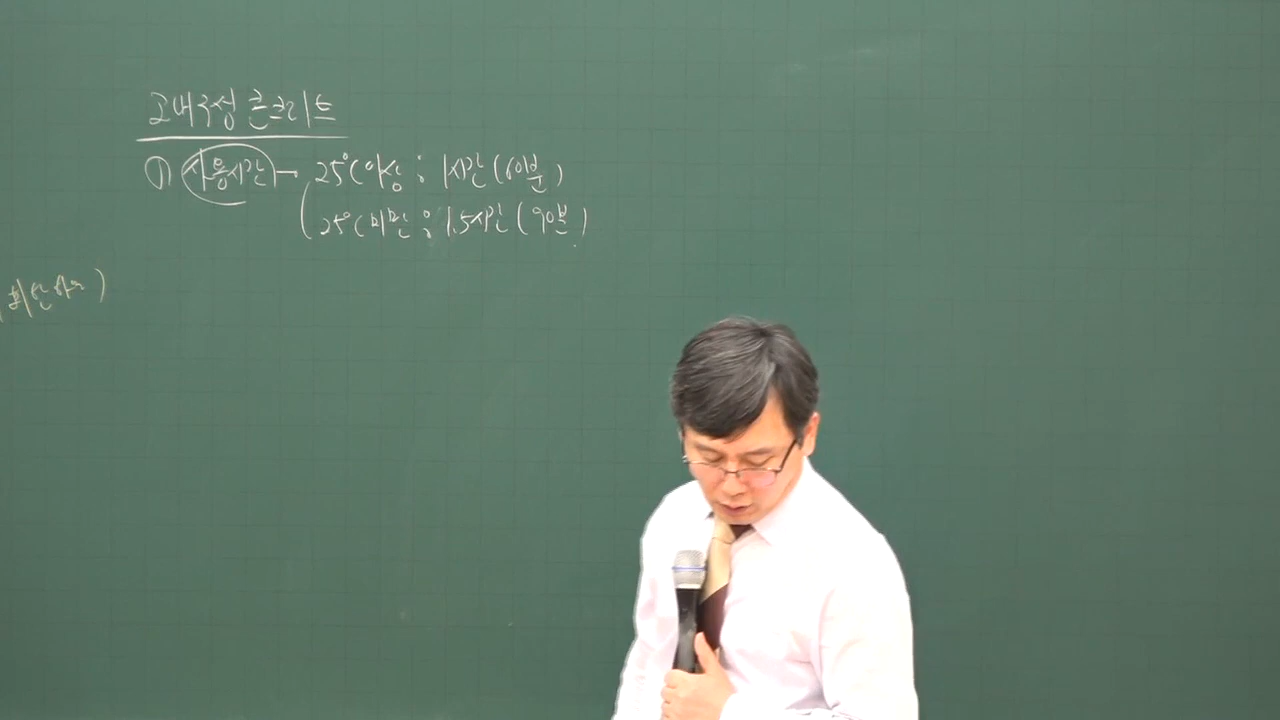 고내구성 콘크리트
① 사용시간 → 25℃ 이상 ; 1시간 (60분)
25℃ 미만 ; 1.5시간 (90분)